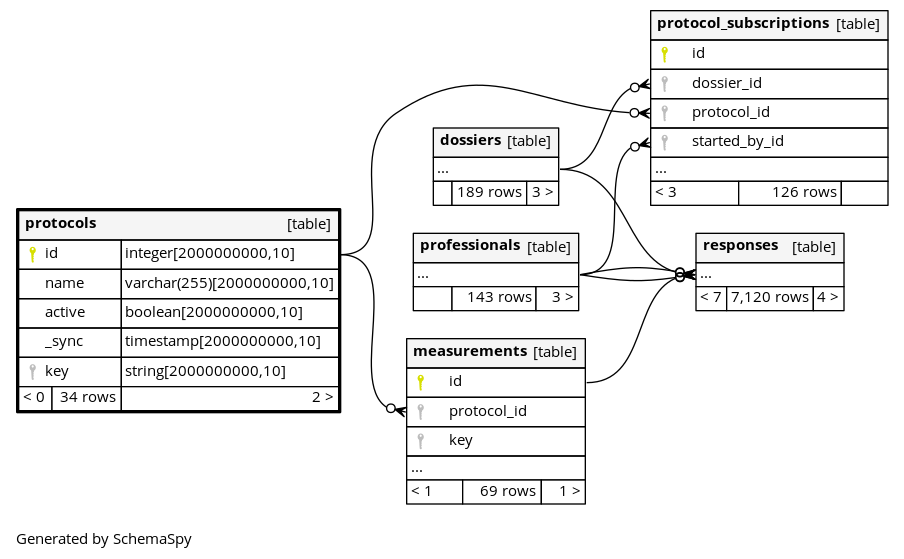 protocol_subscriptions [table]
id
dossier_id
protocol_id
started_by_id
...
< 3 126 rows
dossiers [table]
...
189 rows 3 >
protocols [table]
id integer[2000000000,10]
name varchar(255)[2000000000,10]
active boolean[2000000000,10]
_sync timestamp[2000000000,10]
key string[2000000000,10]
< 0 34 rows 2 >
professionals [table]
...
143 rows 3 >
responses [table]
...
< 7 7,120 rows 4 >
measurements [table]
id
protocol_id
key
...
< 1 69 rows 1 >
Generated by SchemaSpy